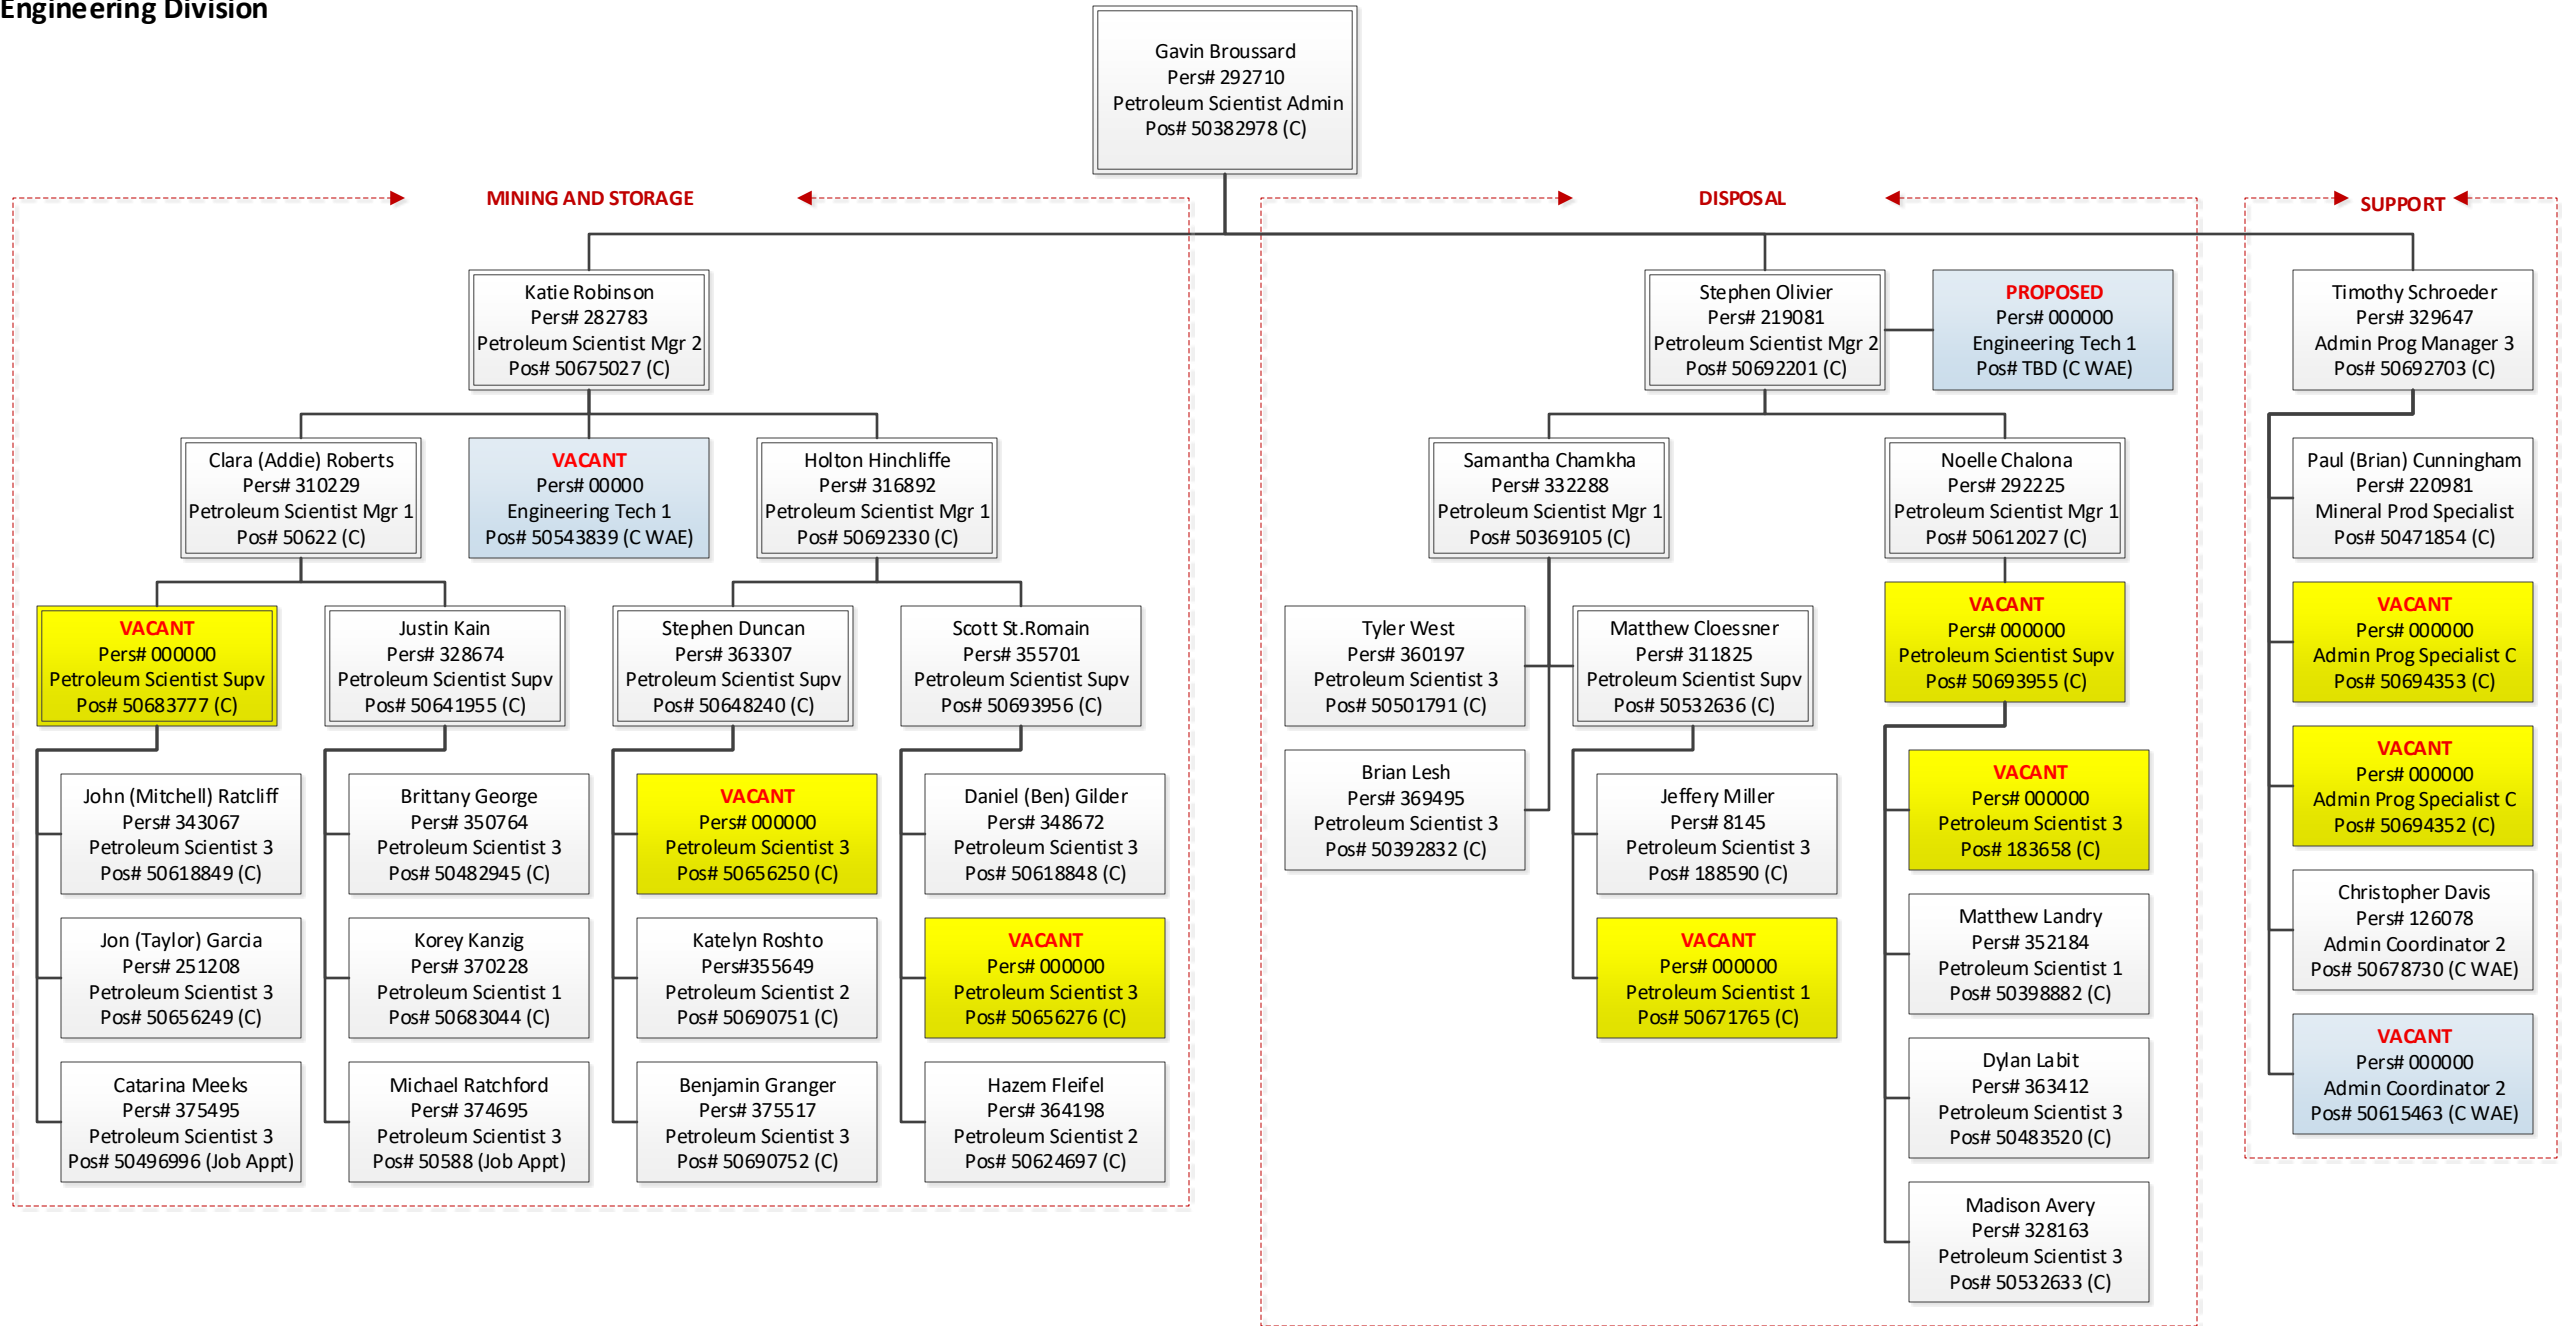 Engineering Division
Gavin Broussard
Pers# 292710
Petroleum Scientist Admin
Pos# 50382978 (C)
MINING AND STORAGE
DISPOSAL
SUPPORT
Katie Robinson
Pers# 282783
Petroleum Scientist Mgr 2
Pos# 50675027 (C)
Stephen Olivier
Pers# 219081
Petroleum Scientist Mgr 2
Pos# 50692201 (C)
PROPOSED
Pers# 000000
Engineering Tech 1
Pos# TBD (C WAE)
Timothy Schroeder
Pers# 329647
Admin Prog Manager 3
Pos# 50692703 (C)
Clara (Addie) Roberts
Pers# 310229
Petroleum Scientist Mgr 1
Pos# 50622 (C)
VACANT
Pers# 00000
Engineering Tech 1
Pos# 50543839 (C WAE)
Holton Hinchliffe
Pers# 316892
Petroleum Scientist Mgr 1
Pos# 50692330 (C)
Samantha Chamkha
Pers# 332288
Petroleum Scientist Mgr 1
Pos# 50369105 (C)
Noelle Chalona
Pers# 292225
Petroleum Scientist Mgr 1
Pos# 50612027 (C)
Paul (Brian) Cunningham
Pers# 220981
Mineral Prod Specialist
Pos# 50471854 (C)
VACANT
Pers# 000000
Petroleum Scientist Supv
Pos# 50683777 (C)
Justin Kain
Pers# 328674
Petroleum Scientist Supv
Pos# 50641955 (C)
Stephen Duncan
Pers# 363307
Petroleum Scientist Supv
Pos# 50648240 (C)
Scott St.Romain
Pers# 355701
Petroleum Scientist Supv
Pos# 50693956 (C)
Tyler West
Pers# 360197
Petroleum Scientist 3
Pos# 50501791 (C)
Matthew Cloessner
Pers# 311825
Petroleum Scientist Supv
Pos# 50532636 (C)
VACANT
Pers# 000000
Petroleum Scientist Supv
Pos# 50693955 (C)
VACANT
Pers# 000000
Admin Prog Specialist C
Pos# 50694353 (C)
John (Mitchell) Ratcliff
Pers# 343067
Petroleum Scientist 3
Pos# 50618849 (C)
Brittany George
Pers# 350764
Petroleum Scientist 3
Pos# 50482945 (C)
VACANT
Pers# 000000
Petroleum Scientist 3
Pos# 50656250 (C)
Daniel (Ben) Gilder
Pers# 348672
Petroleum Scientist 3
Pos# 50618848 (C)
Brian Lesh
Pers# 369495
Petroleum Scientist 3
Pos# 50392832 (C)
Jeffery Miller
Pers# 8145
Petroleum Scientist 3
Pos# 188590 (C)
VACANT
Pers# 000000
Petroleum Scientist 3
Pos# 183658 (C)
VACANT
Pers# 000000
Admin Prog Specialist C
Pos# 50694352 (C)
Jon (Taylor) Garcia
Pers# 251208
Petroleum Scientist 3
Pos# 50656249 (C)
Korey Kanzig
Pers# 370228
Petroleum Scientist 1
Pos# 50683044 (C)
Katelyn Roshto
Pers#355649
Petroleum Scientist 2
Pos# 50690751 (C)
VACANT
Pers# 000000
Petroleum Scientist 3
Pos# 50656276 (C)
VACANT
Pers# 000000
Petroleum Scientist 1
Pos# 50671765 (C)
Matthew Landry
Pers# 352184
Petroleum Scientist 1
Pos# 50398882 (C)
Christopher Davis
Pers# 126078
Admin Coordinator 2
Pos# 50678730 (C WAE)
Catarina Meeks
Pers# 375495
Petroleum Scientist 3
Pos# 50496996 (Job Appt)
Michael Ratchford
Pers# 374695
Petroleum Scientist 3
Pos# 50588 (Job Appt)
Benjamin Granger
Pers# 375517
Petroleum Scientist 3
Pos# 50690752 (C)
Hazem Fleifel
Pers# 364198
Petroleum Scientist 2
Pos# 50624697 (C)
Dylan Labit
Pers# 363412
Petroleum Scientist 3
Pos# 50483520 (C)
VACANT
Pers# 000000
Admin Coordinator 2
Pos# 50615463 (C WAE)
Madison Avery
Pers# 328163
Petroleum Scientist 3
Pos# 50532633 (C)